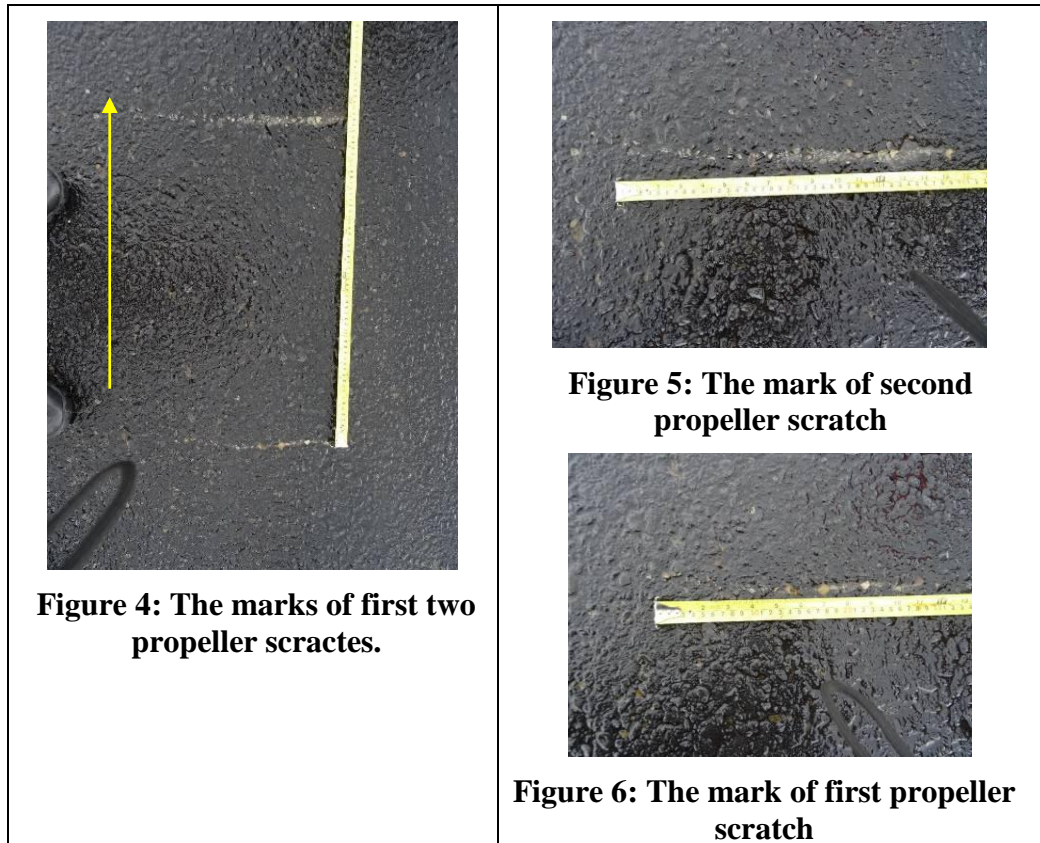 Figure 4: The marks of first two
propeller scractes.
Figure 5: The mark of second
propeller scratch
Figure 6: The mark of first propeller
scratch